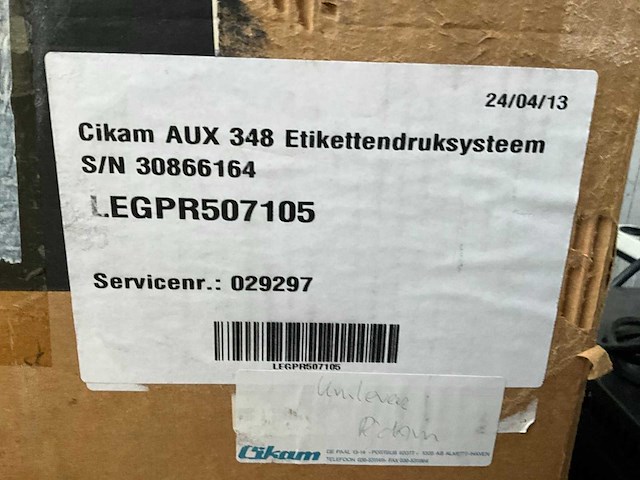 24/04/13
Cikam AUX 348 Etikettendruksysteem
S/N 30866164
LEGPR507105
Servicenr.: 029297
LEGPR507105
Cikam